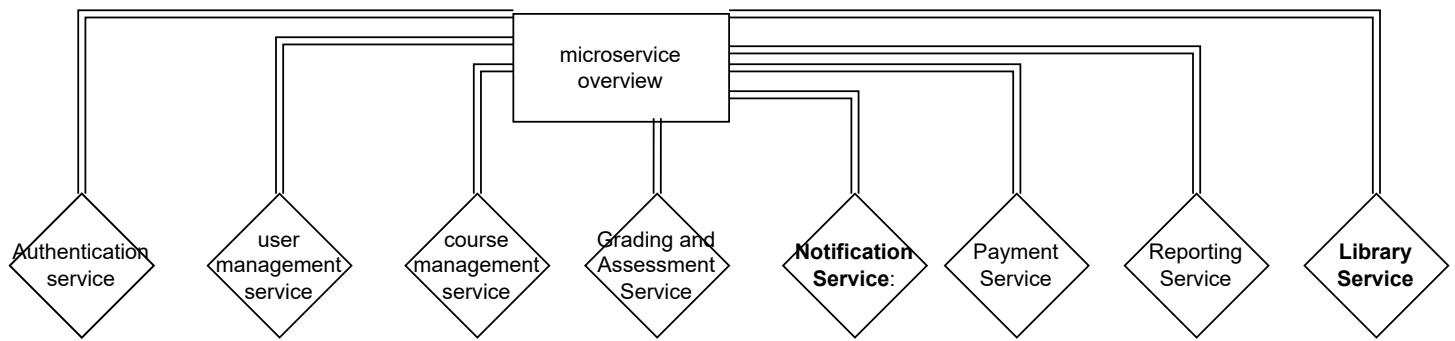 microservice
overview
Authentication
service
user
management
service
course
management
service
Grading and
Assessment
Service
Notification
Service:
Payment
Service
Reporting
Service
Library
Service